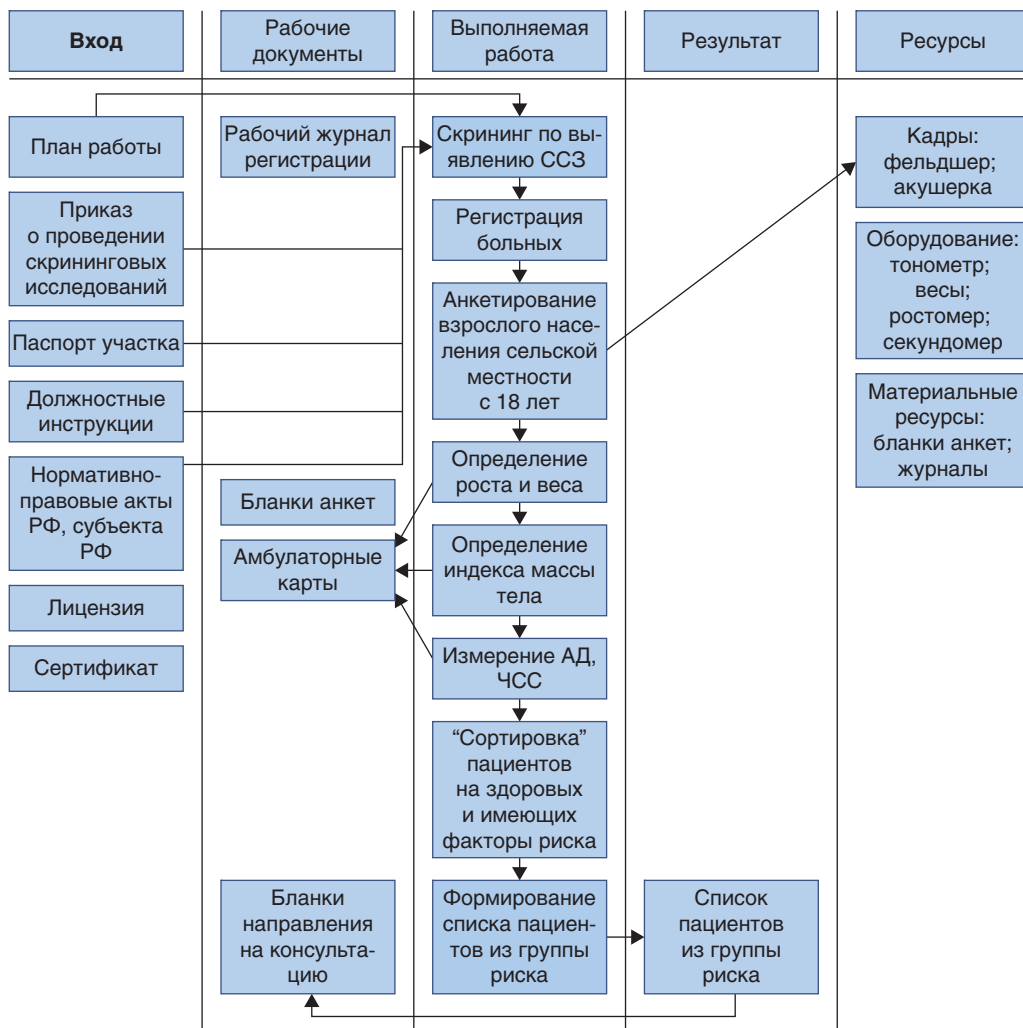 Вход
Рабочие
документы
Выполняемая
работа
Результат
Ресурсы
План работы
Приказ
о проведении
скрининговых
исследований
Паспорт участка
Должностные
инструкции
Нормативно-
правовые акты
РФ, субъекта
РФ
Лицензия
Сертификат
Рабочий журнал
регистрации
Бланки анкет
Амбулаторные
карты
Бланки
направления
на консульта-
цию
Скрининг по вы-
явлению ССЗ
Регистрация
больных
Анкетирование
взрослого насе-
ления сельской
местности
с 18 лет
Определение
роста и веса
Определение
индекса массы
тела
Измерение АД,
ЧСС
“Сортировка”
пациентов
на здоровых
и имеющих
факторы риска
Формирование
списка пациен-
тов из группы
риска
Список
пациентов
из группы
риска
Кадры:
фельдшер;
акушерка
Оборудование:
тонометр;
весы;
ростомер;
секундомер
Материальные
ресурсы:
бланки анкет;
журналы